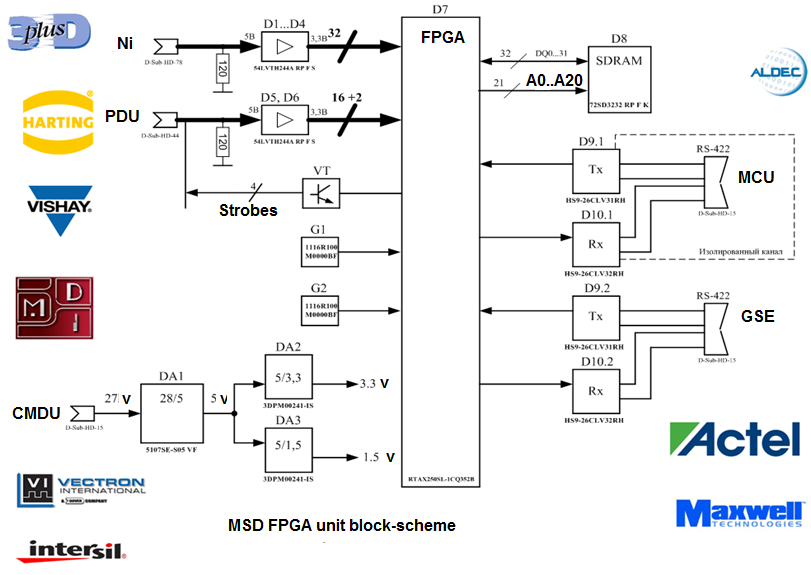 3plusD
HARTING
VISHAY
M D I
VECTRON
INTERNATIONAL
A DOVER COMPANY
intersil
ALDEC
Actel
Maxwell
TECHNOLOGIES
Ni
D-Sub-HD-78
120
5В
D1...D4
54LVTH244A RP F S
3,3В
32
PDU
D-Sub-HD-44
120
5В
D5, D6
54LVTH244A RP F S
3,3В
16 +2
4
Strobes
VT
G1
1116R100
M0000BF
G2
1116R100
M0000BF
CMDU
D-Sub-HD-15
27 V
DA1
28/5
5107SE-S05 VF
5 V
DA2
5/3,3
3DPM00241-IS
3.3 V
DA3
5/1,5
3DPM00241-IS
1.5 V
D7
FPGA
RTAX250SL-1CQ352B
32
DQ0...31
21
A0..A20
D8
SDRAM
72SD3232 RP F K
D9.1
Tx
HS9-26CLV31RH
D10.1
Rx
HS9-26CLV32RH
RS-422
MCU
D-Sub-HD-15
Изолированный канал
D9.2
Tx
HS9-26CLV31RH
D10.2
Rx
HS9-26CLV32RH
RS-422
GSE
D-Sub-HD-15
MSD FPGA unit block-scheme